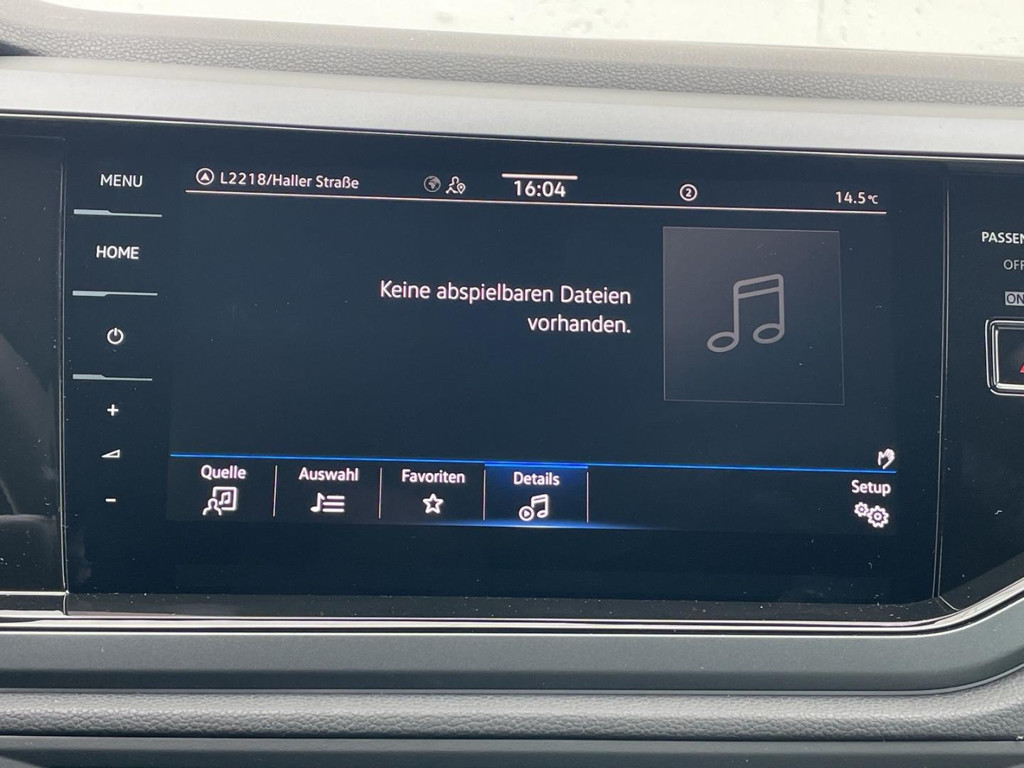 MENU
HOME
L2218/Haller Straße
16:04
2
14.5°C
Keine abspielbaren Dateien
vorhanden.
Quelle
Auswahl
Favoriten
Details
Setup
+
-
OFF
ON